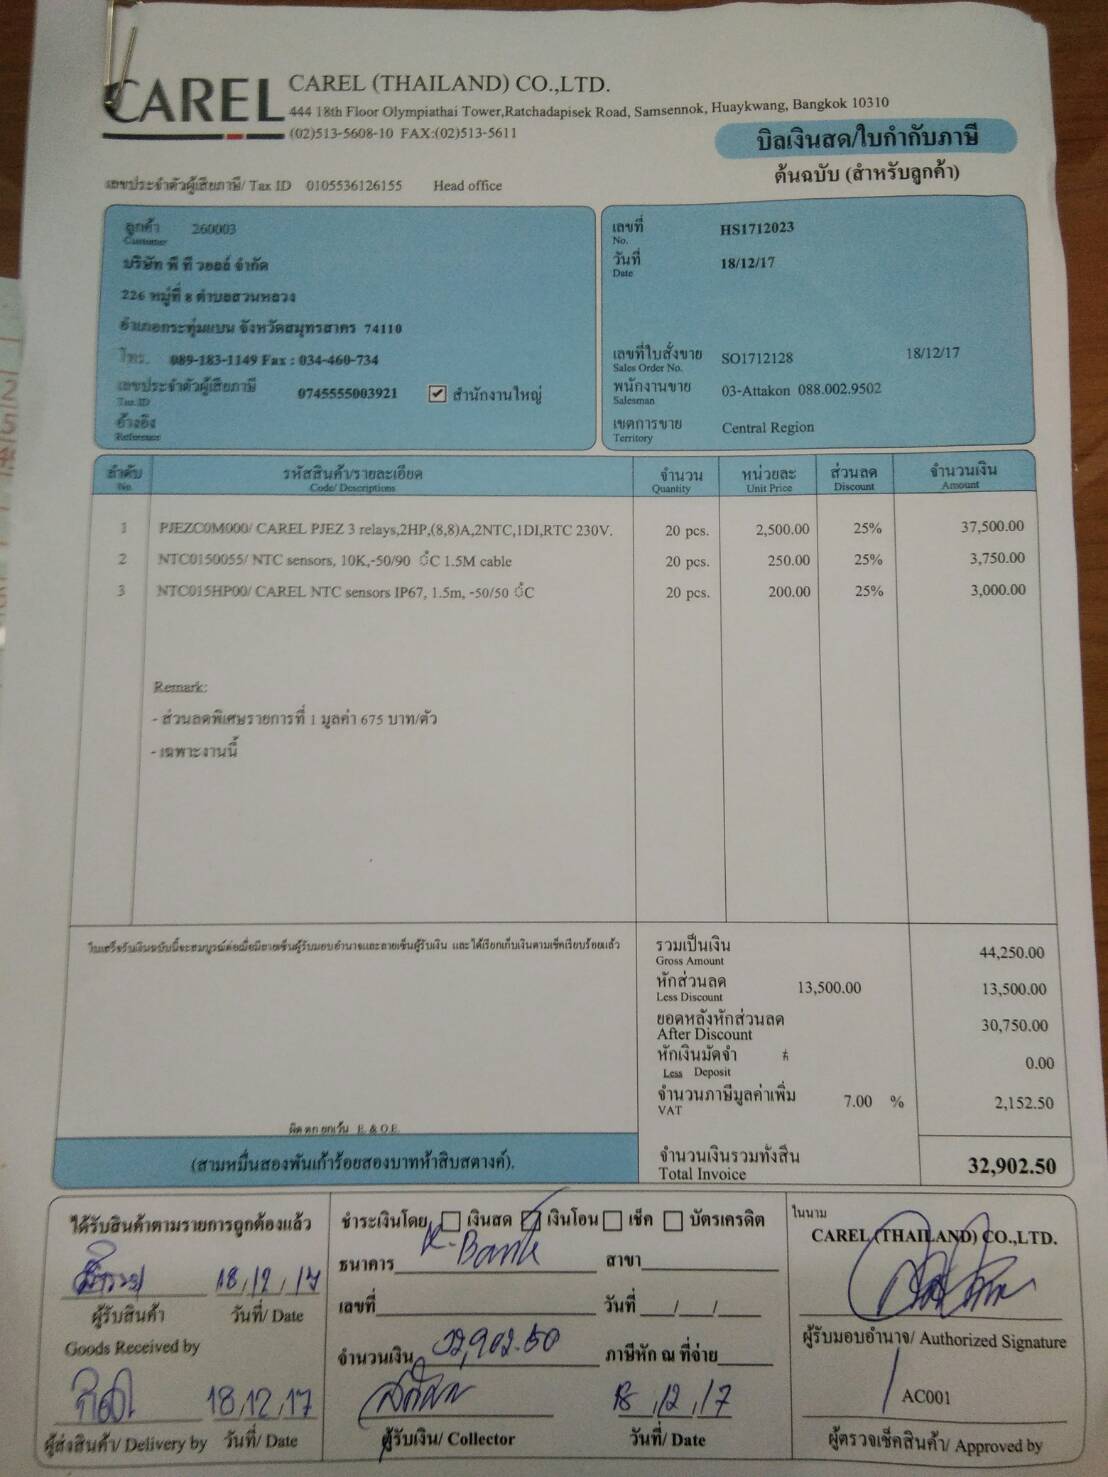 CAREL CAREL (THAILAND) CO.,LTD.
444 18th Floor Olympiathai Tower,Ratchadapisek Road, Samsennok, Huaykwang, Bangkok 10310
(02)513-5608-10 FAX:(02)513-5611
บิลเงินสด/ใบกำกับภาษี
ต้นฉบับ (สำหรับลูกค้า)
เลขประจำตัวผู้เสียภาษี/ Tax ID 0105536126155 Head office
ลูกค้า 260003
Customer
บริษัท พี ที วอลล์ จำกัด
226 หมู่ที่ 8 ตำบลสวนหลวง
อำเภอกระทุ่มแบน จังหวัดสมุทรสาคร 74110
โทร. 089-183-1149 Fax : 034-460-734
เลขประจำตัวผู้เสียภาษี 0745555003921 สำนักงานใหญ่
Tax.ID
อ้างอิง
Reference
เลขที่ HS1712023
No.
วันที่ 18/12/17
Date
เลขที่ใบสั่งขาย SO1712128 18/12/17
Sales Order No.
พนักงานขาย 03-Attakon 088.002.9502
Salesman
เขตการขาย Central Region
Territory
ลำดับ รหัสสินค้า/รายละเอียด จำนวน หน่วยละ ส่วนลด จำนวนเงิน
No. Code/ Descriptions Quantity Unit Price Discount Amount
1 PJEZC0M000/ CAREL PJEZ 3 relays,2HP,(8,8)A,2NTC,1DI,RTC 230V. 20 pcs. 2,500.00 25% 37,500.00
2 NTC0150055/ NTC sensors, 10K,-50/90 ํC 1.5M cable 20 pcs. 250.00 25% 3,750.00
3 NTC015HP00/ CAREL NTC sensors IP67, 1.5m, -50/50 ํC 20 pcs. 200.00 25% 3,000.00
Remark:
- ส่วนลดพิเศษรายการที่ 1 มูลค่า 675 บาท/ตัว
- เฉพาะงานนี้
ใบเสร็จรับเงินฉบับนี้จะสมบูรณ์ต่อเมื่อมีลายเซ็นผู้รับมอบอำนาจและลายเซ็นผู้รับเงิน และได้เรียกเก็บเงินตามเช็คเรียบร้อยแล้ว
รวมเป็นเงิน 44,250.00
Gross Amount
หักส่วนลด 13,500.00 13,500.00
Less Discount
ยอดหลังหักส่วนลด 30,750.00
After Discount
หักเงินมัดจำ 0.00
Less Deposit
จำนวนภาษีมูลค่าเพิ่ม 7.00 % 2,152.50
VAT
ผิด ตก ยกเว้น E. & O.E.
(สามหมื่นสองพันเก้าร้อยสองบาทห้าสิบสตางค์).
จำนวนเงินรวมทั้งสิ้น 32,902.50
Total Invoice
ได้รับสินค้าตามรายการถูกต้องแล้ว
18/12/17
ผู้รับสินค้า วันที่/ Date
Goods Received by
18/12/17
ผู้ส่งสินค้า/ Delivery by วันที่/ Date
ชำระเงินโดย เงินสด เงินโอน เช็ค บัตรเครดิต
ธนาคาร K-Bank สาขา
เลขที่ วันที่ / /
จำนวนเงิน 32,902.50 ภาษีหัก ณ ที่จ่าย
18/12/17
ผู้รับเงิน/ Collector วันที่/ Date
ในนาม
CAREL (THAILAND) CO.,LTD.
ผู้รับมอบอำนาจ/ Authorized Signature
AC001
ผู้ตรวจเช็คสินค้า/ Approved by